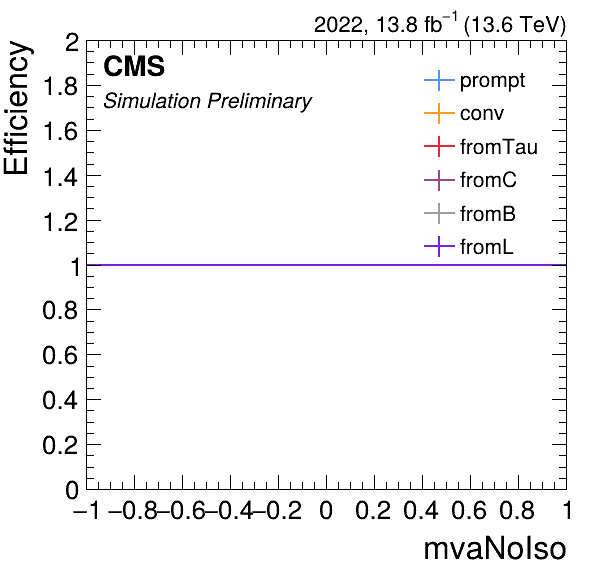 2022, 13.8 fb⁻¹ (13.6 TeV)
CMS
Simulation Preliminary
prompt
conv
fromTau
fromC
fromB
fromL
Efficiency
2
1.8
1.6
1.4
1.2
1
0.8
0.6
0.4
0.2
0
−1 −0.8 −0.6 −0.4 −0.2 0 0.2 0.4 0.6 0.8 1
mvaNoIso